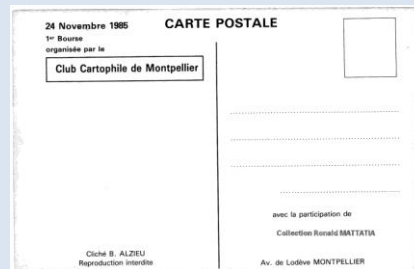 24 Novembre 1985
CARTE POSTALE
1re Bourse
organisée par le
Club Cartophile de Montpellier
avec la participation de
Collection Ronald MATTATIA
Cliché B. ALZIEU
Reproduction interdite
Av. de Lodève MONTPELLIER